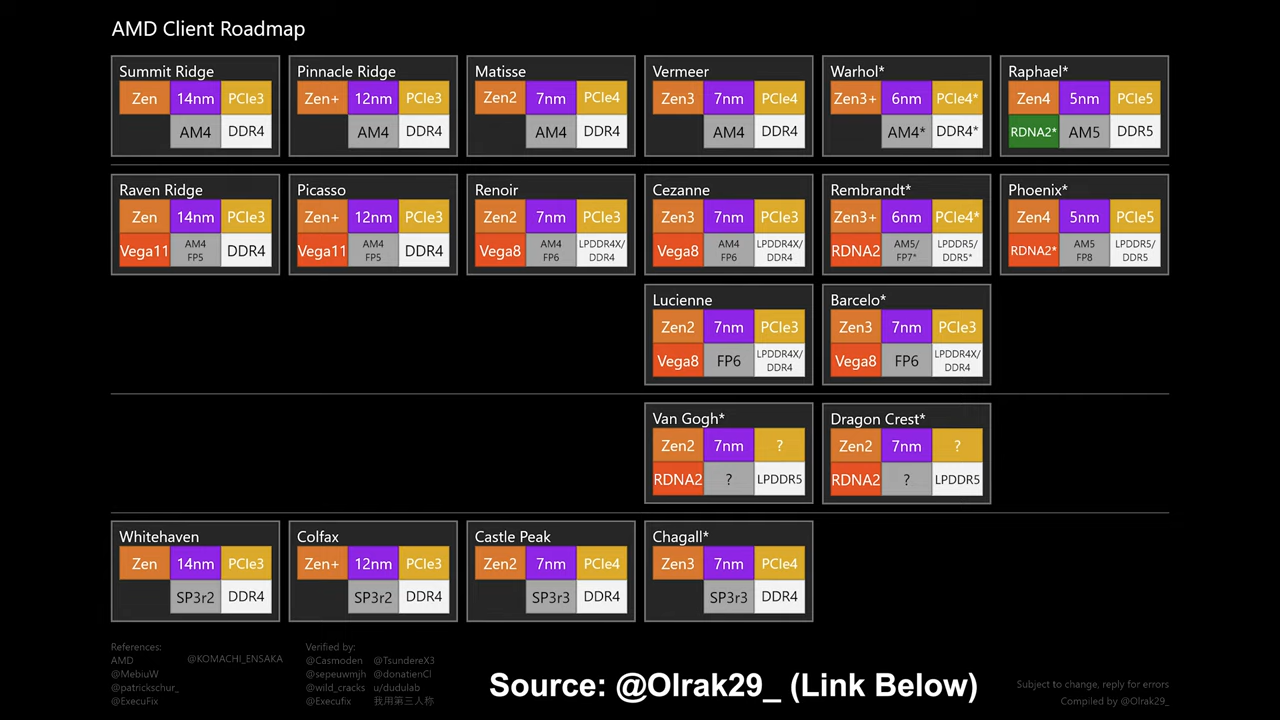 AMD Client Roadmap
Summit Ridge
Zen 14nm PCIe3
AM4 DDR4
Pinnacle Ridge
Zen+ 12nm PCIe3
AM4 DDR4
Matisse
Zen2 7nm PCIe4
AM4 DDR4
Vermeer
Zen3 7nm PCIe4
AM4 DDR4
Warhol*
Zen3+ 6nm PCIe4*
AM4* DDR4*
Raphael*
Zen4 5nm PCIe5
RDNA2* AM5 DDR5
Raven Ridge
Zen 14nm PCIe3
Vega11 AM4 FP5 DDR4
Picasso
Zen+ 12nm PCIe3
Vega11 AM4 FP5 DDR4
Renoir
Zen2 7nm PCIe3
Vega8 AM4 FP6 LPDDR4X/ DDR4
Cezanne
Zen3 7nm PCIe3
Vega8 AM4 FP6 LPDDR4X/ DDR4
Rembrandt*
Zen3+ 6nm PCIe4*
RDNA2 AM5/ FP7* LPDDR5/ DDR5*
Phoenix*
Zen4 5nm PCIe5
RDNA2* AM5 FP8 LPDDR5/ DDR5
Lucienne
Zen2 7nm PCIe3
Vega8 FP6 LPDDR4X/ DDR4
Barcelo*
Zen3 7nm PCIe3
Vega8 FP6 LPDDR4X/ DDR4
Van Gogh*
Zen2 7nm ?
RDNA2 ? LPDDR5
Dragon Crest*
Zen2 7nm ?
RDNA2 ? LPDDR5
Whitehaven
Zen 14nm PCIe3
SP3r2 DDR4
Colfax
Zen+ 12nm PCIe3
SP3r2 DDR4
Castle Peak
Zen2 7nm PCIe4
SP3r3 DDR4
Chagall*
Zen3 7nm PCIe4
SP3r3 DDR4
References:
AMD
@MebiuW
@patrickschur_
@ExecuFix
@KOMACHI_ENSAKA
Verified by:
@Casmoden @TsundereX3
@sepeuwmjh @donatienCl
@wild_cracks u/dudulab
@Execufix 我用第三人称
Source: @Olrak29_ (Link Below)
Subject to change, reply for errors
Compiled by @Olrak29_